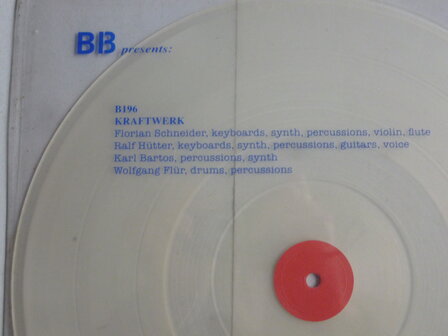 BB presents:
B196
KRAFTWERK
Florian Schneider, keyboards, synth, percussions, violin, flute
Ralf Hütter, keyboards, synth, percussions, guitars, voice
Karl Bartos, percussions, synth
Wolfgang Flür, drums, percussions